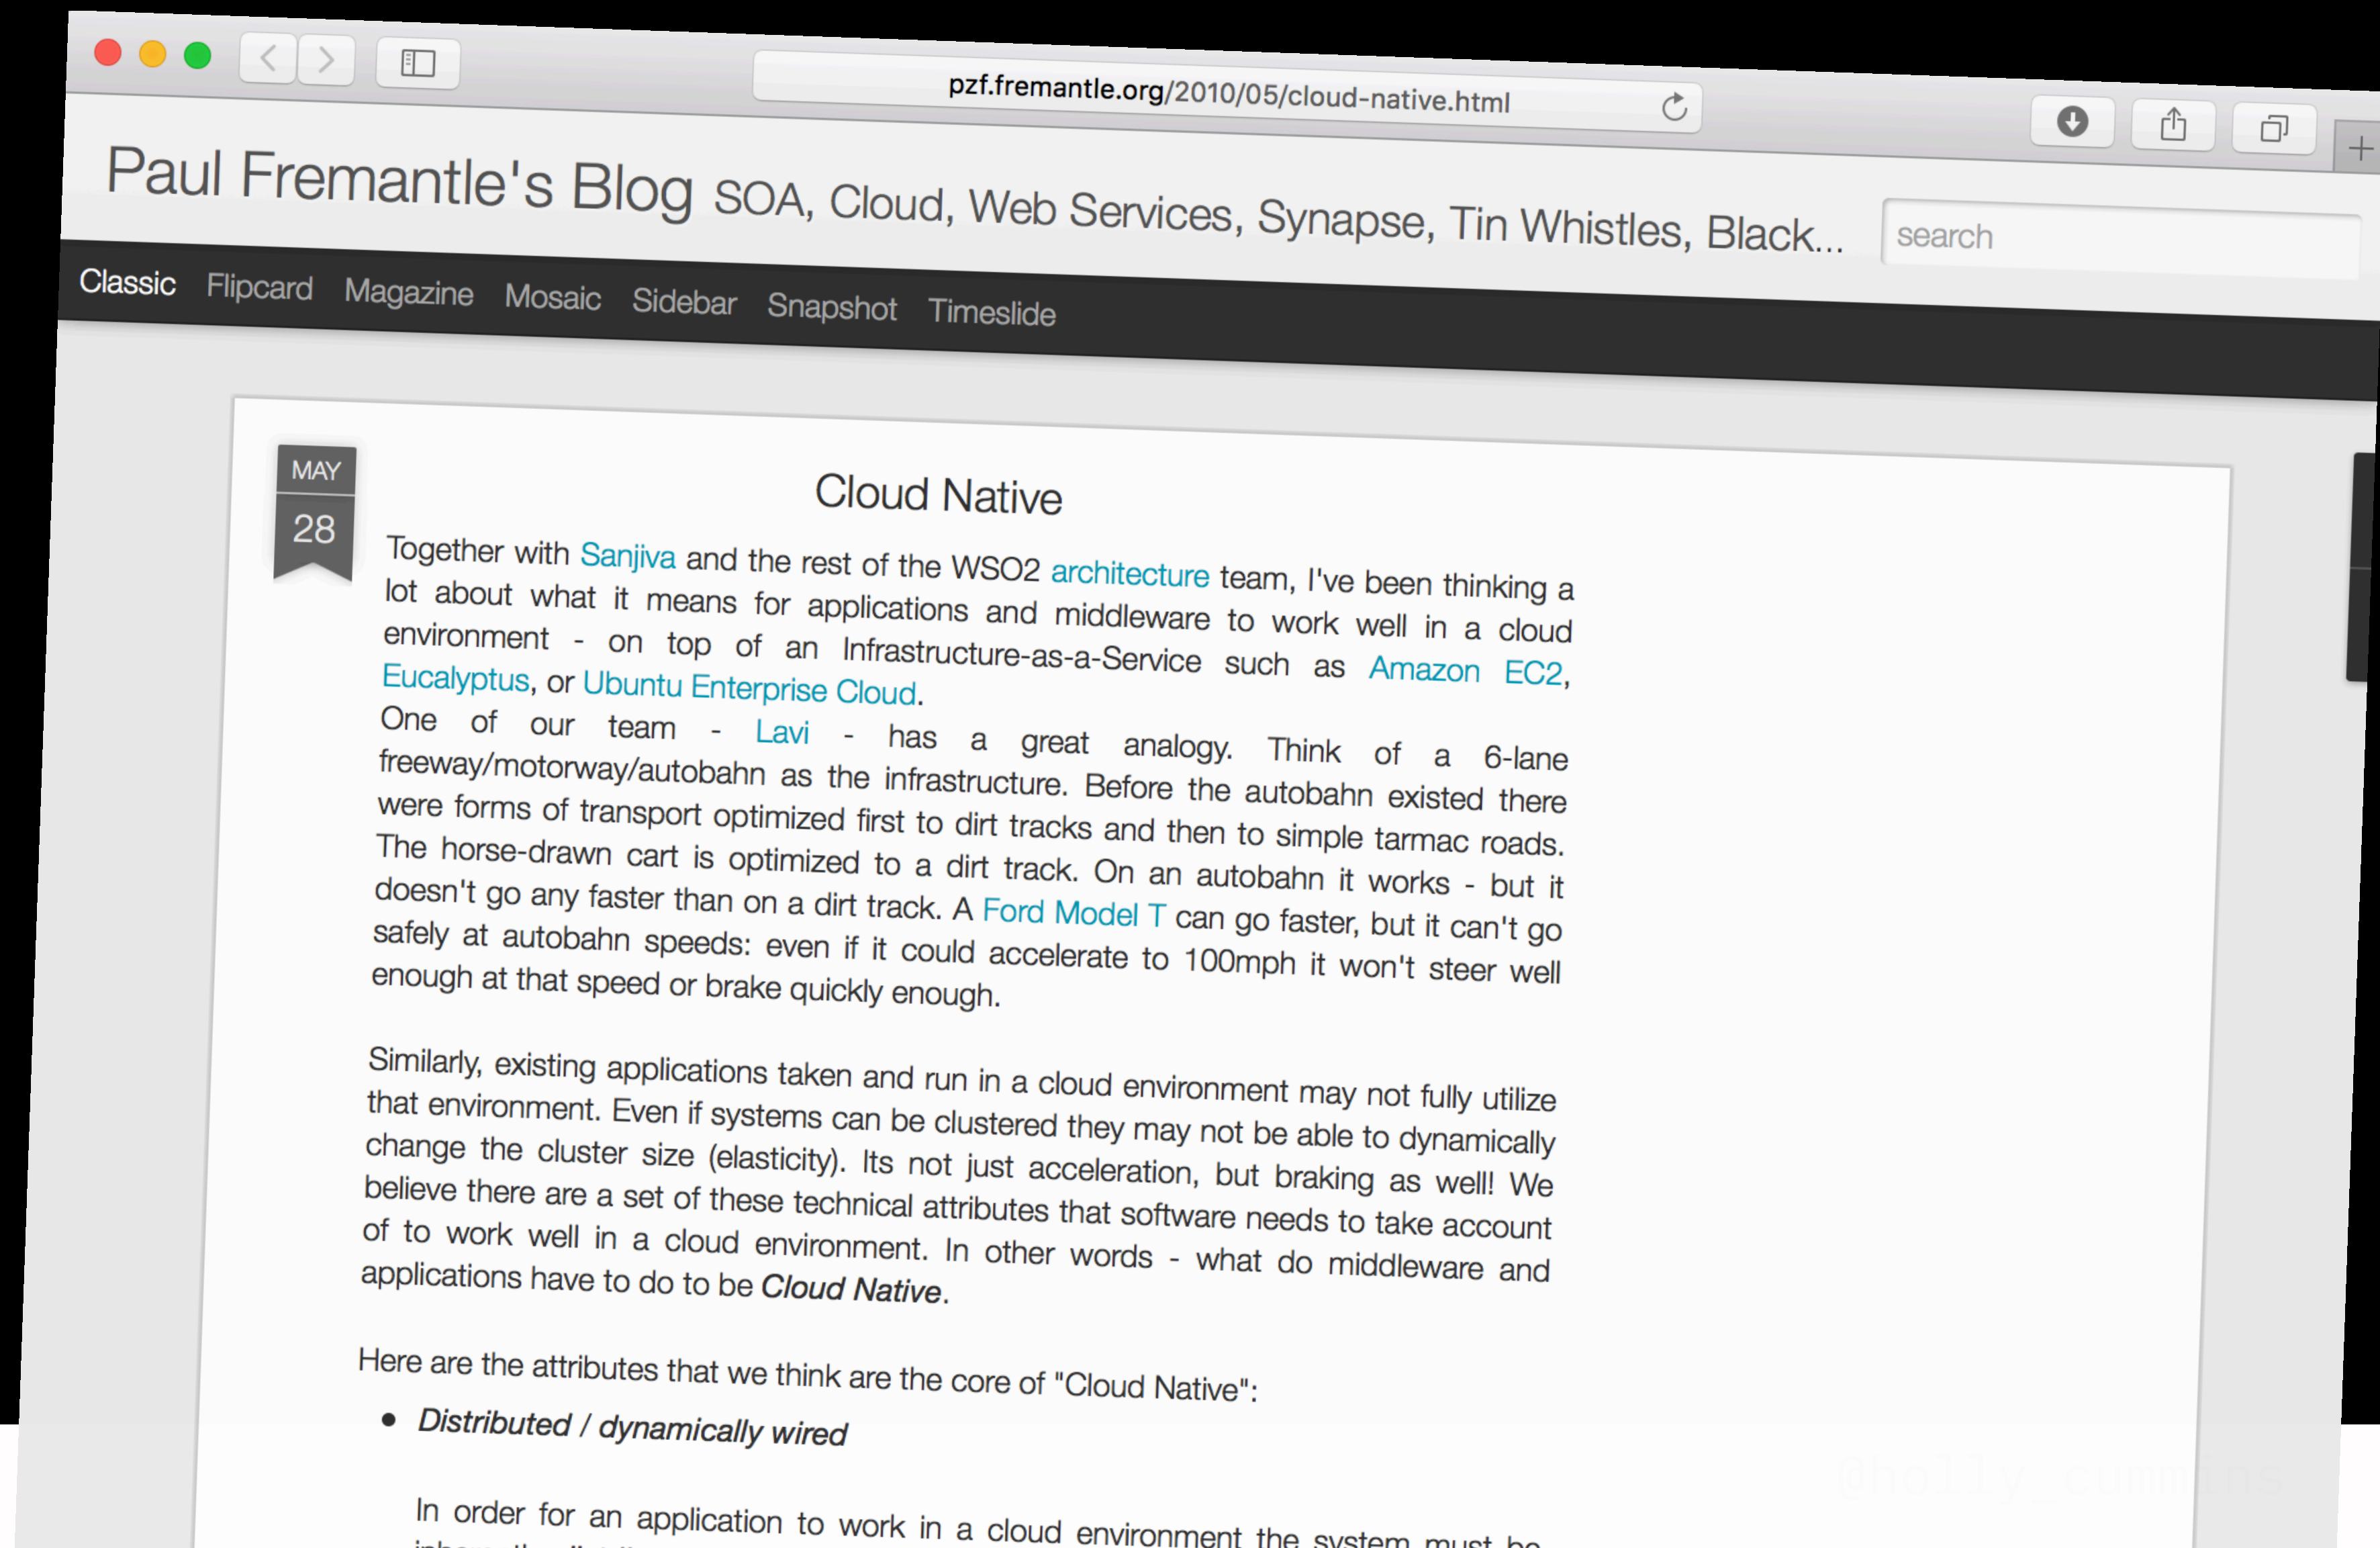 pzf.fremantle.org/2010/05/cloud-native.html
Paul Fremantle's Blog SOA, Cloud, Web Services, Synapse, Tin Whistles, Black...
search
Classic Flipcard Magazine Mosaic Sidebar Snapshot Timeslide
MAY
28
Cloud Native
Together with Sanjiva and the rest of the WSO2 architecture team, I've been thinking a
lot about what it means for applications and middleware to work well in a cloud
environment - on top of an Infrastructure-as-a-Service such as Amazon EC2,
Eucalyptus, or Ubuntu Enterprise Cloud.
One of our team - Lavi - has a great analogy. Think of a 6-lane
freeway/motorway/autobahn as the infrastructure. Before the autobahn existed there
were forms of transport optimized first to dirt tracks and then to simple tarmac roads.
The horse-drawn cart is optimized to a dirt track. On an autobahn it works - but it
doesn't go any faster than on a dirt track. A Ford Model T can go faster, but it can't go
safely at autobahn speeds: even if it could accelerate to 100mph it won't steer well
enough at that speed or brake quickly enough.
Similarly, existing applications taken and run in a cloud environment may not fully utilize
that environment. Even if systems can be clustered they may not be able to dynamically
change the cluster size (elasticity). Its not just acceleration, but braking as well! We
believe there are a set of these technical attributes that software needs to take account
of to work well in a cloud environment. In other words - what do middleware and
applications have to do to be Cloud Native.
Here are the attributes that we think are the core of "Cloud Native":
• Distributed / dynamically wired
In order for an application to work in a cloud environment the system must be
@holly_cummins